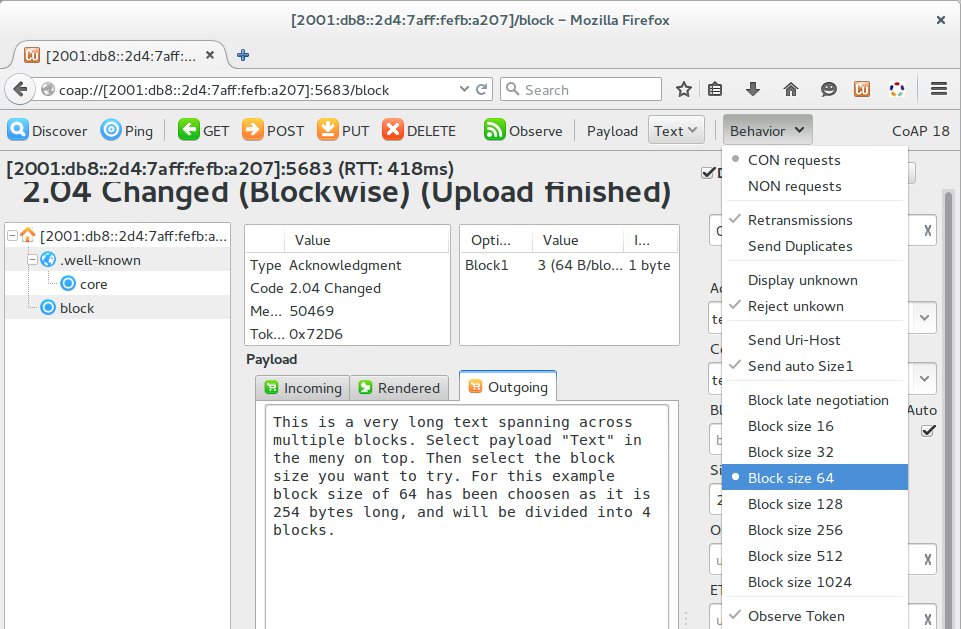 [2001:db8::2d4:7aff:fefb:a207]/block – Mozilla Firefox
[2001:db8::2d4:7aff:...
coap://[2001:db8::2d4:7aff:fefb:a207]:5683/block
Search
Discover Ping GET POST PUT DELETE Observe Payload Text Behavior CoAP 18
[2001:db8::2d4:7aff:fefb:a207]:5683 (RTT: 418ms)
2.04 Changed (Blockwise) (Upload finished)
[2001:db8::2d4:7aff:fefb:a...
.well-known
core
block
Value
Type Acknowledgment
Code 2.04 Changed
Me... 50469
Tok... 0x72D6
Opti... Value I...
Block1 3 (64 B/blo... 1 byte
Payload
Incoming Rendered Outgoing
This is a very long text spanning across
multiple blocks. Select payload "Text" in
the meny on top. Then select the block
size you want to try. For this example
block size of 64 has been choosen as it is
254 bytes long, and will be divided into 4
blocks.
CON requests
NON requests
Retransmissions
Send Duplicates
Display unknown
Reject unkown
Send Uri-Host
Send auto Size1
Block late negotiation
Block size 16
Block size 32
Block size 64
Block size 128
Block size 256
Block size 512
Block size 1024
Observe Token
Auto